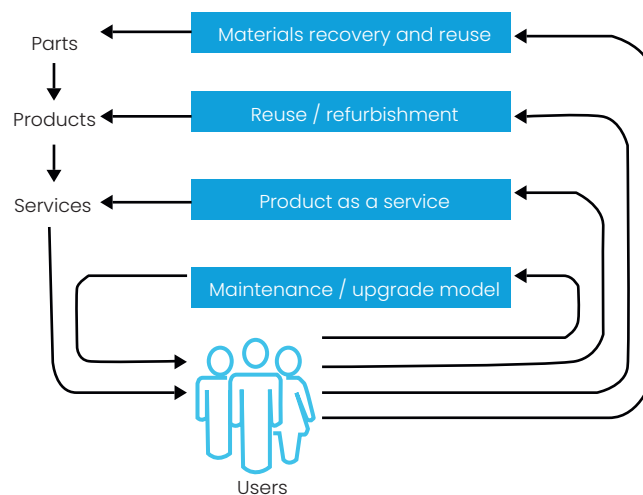 Parts
Materials recovery and reuse
Products
Reuse / refurbishment
Services
Product as a service
Maintenance / upgrade model
Users